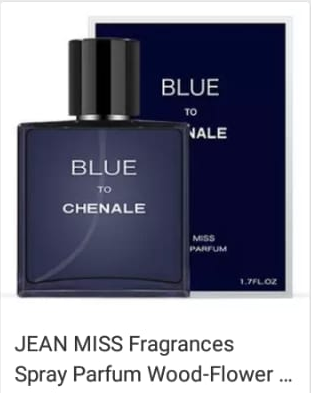 BLUE
TO
CHENALE
BLUE
TO
NALE
MISS
PARFUM
1.7FL.OZ
JEAN MISS Fragrances
Spray Parfum Wood-Flower ...